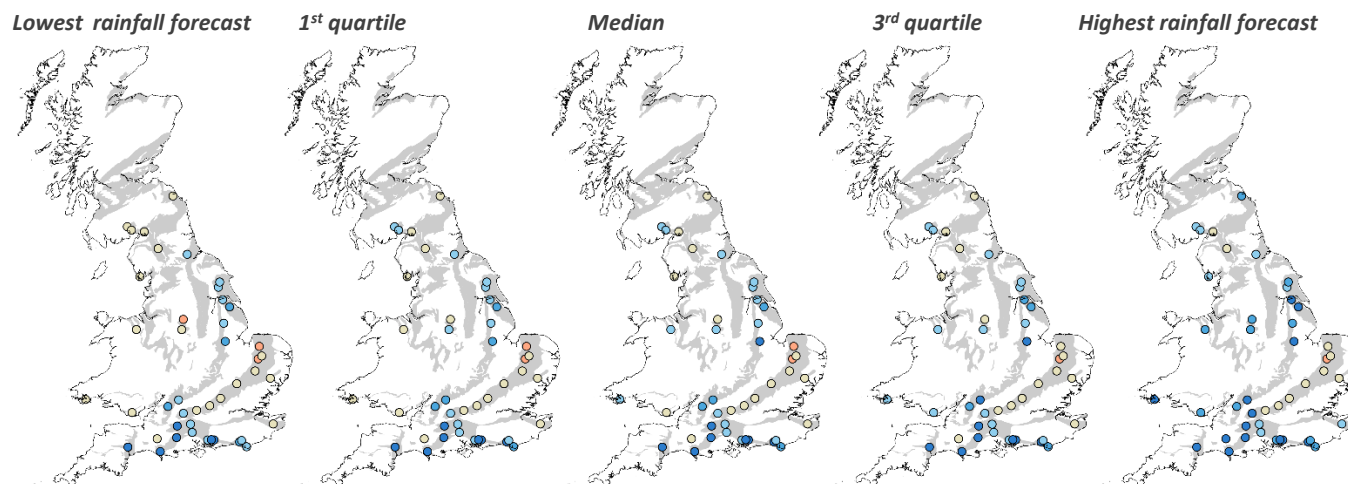 Lowest rainfall forecast
1st quartile
Median
3rd quartile
Highest rainfall forecast